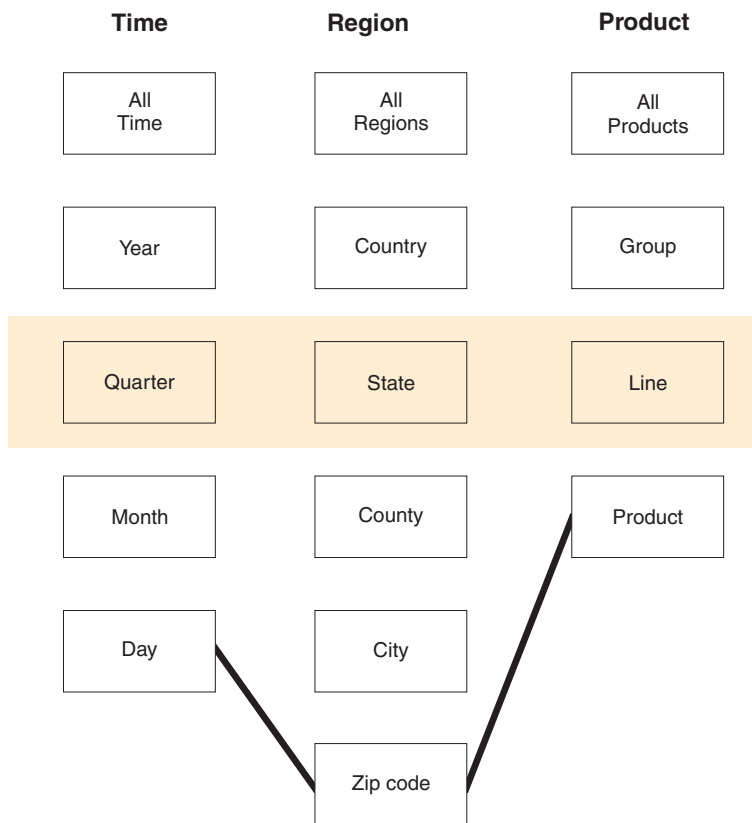 Time
Region
Product
All
Time
All
Regions
All
Products
Year
Country
Group
Quarter
State
Line
Month
County
Product
Day
City
Zip code